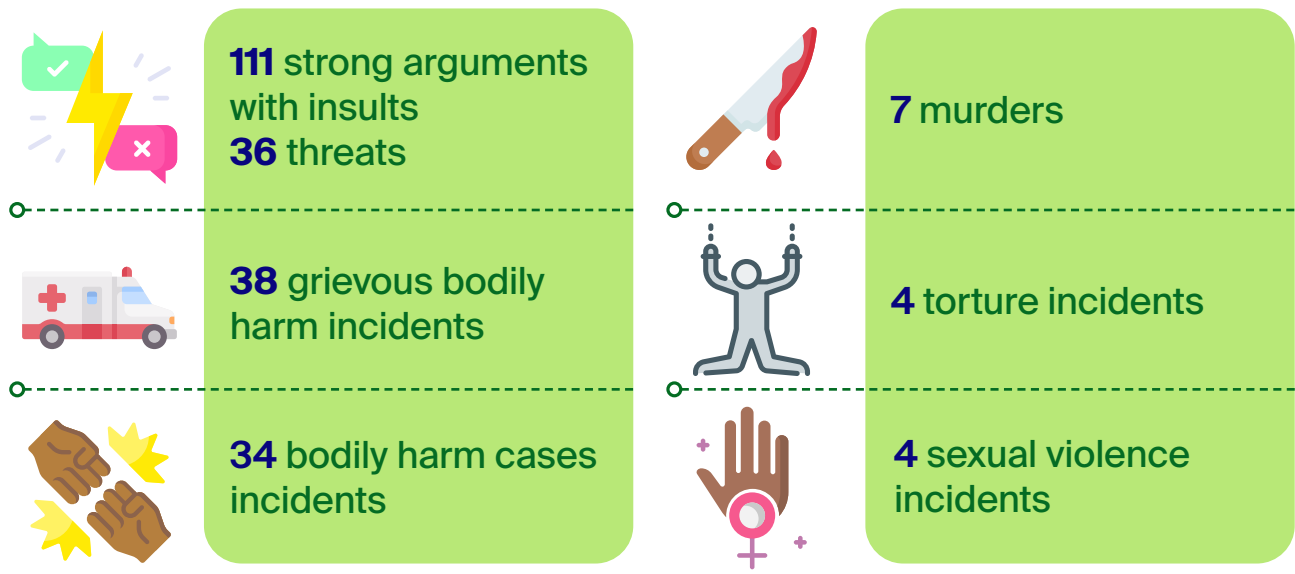 111 strong arguments
with insults
36 threats
38 grievous bodily
harm incidents
34 bodily harm cases
incidents
7 murders
4 torture incidents
4 sexual violence
incidents